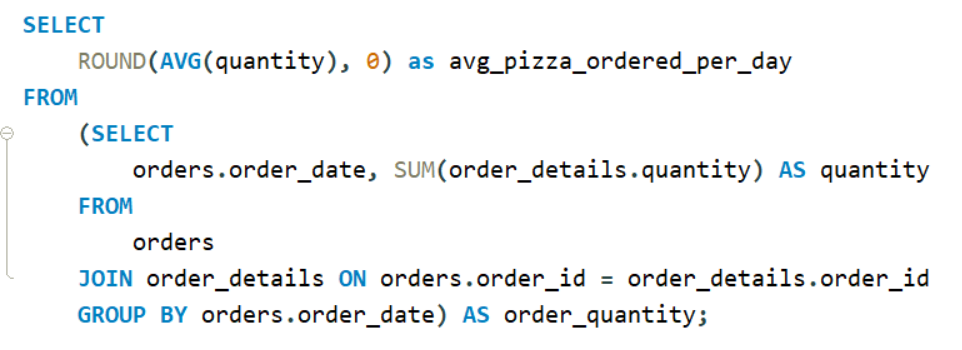 SELECT
ROUND(AVG(quantity), 0) as avg_pizza_ordered_per_day
FROM
(SELECT
orders.order_date, SUM(order_details.quantity) AS quantity
FROM
orders
JOIN order_details ON orders.order_id = order_details.order_id
GROUP BY orders.order_date) AS order_quantity;